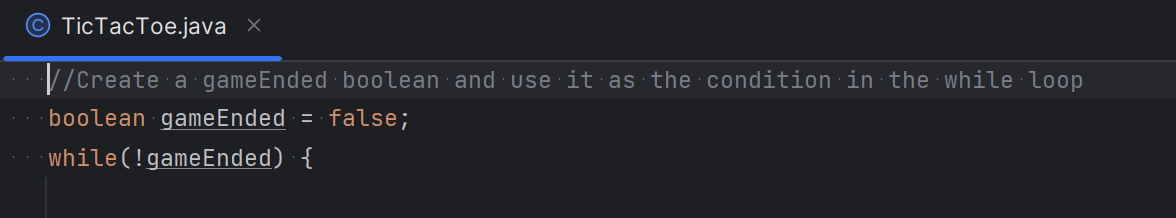 TicTacToe.java
//Create a gameEnded boolean and use it as the condition in the while loop
boolean gameEnded = false;
while(!gameEnded) {